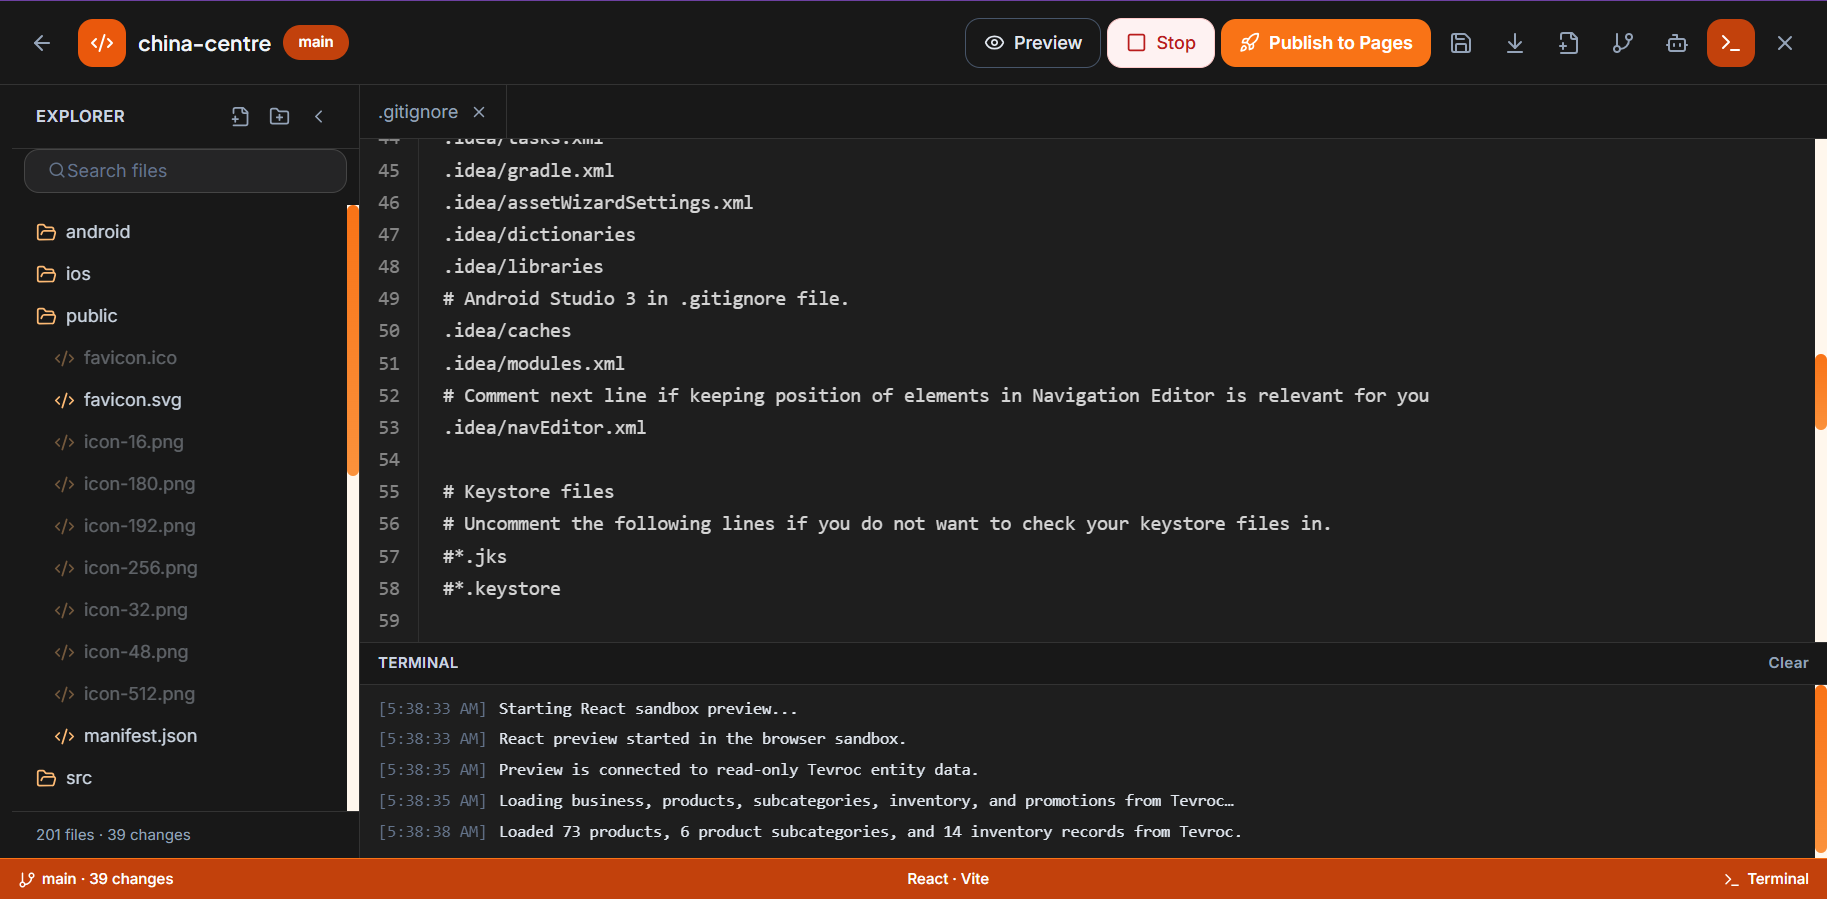 china-centre main Preview Stop Publish to Pages
EXPLORER
Search files
android
ios
public
favicon.ico
favicon.svg
icon-16.png
icon-180.png
icon-192.png
icon-256.png
icon-32.png
icon-48.png
icon-512.png
manifest.json
src
201 files · 39 changes
.gitignore
44 .idea/tasks.xml
45 .idea/gradle.xml
46 .idea/assetWizardSettings.xml
47 .idea/dictionaries
48 .idea/libraries
49 # Android Studio 3 in .gitignore file.
50 .idea/caches
51 .idea/modules.xml
52 # Comment next line if keeping position of elements in Navigation Editor is relevant for you
53 .idea/navEditor.xml
54
55 # Keystore files
56 # Uncomment the following lines if you do not want to check your keystore files in.
57 #*.jks
58 #*.keystore
59
TERMINAL Clear
[5:38:33 AM] Starting React sandbox preview...
[5:38:33 AM] React preview started in the browser sandbox.
[5:38:35 AM] Preview is connected to read-only Tevroc entity data.
[5:38:35 AM] Loading business, products, subcategories, inventory, and promotions from Tevroc…
[5:38:38 AM] Loaded 73 products, 6 product subcategories, and 14 inventory records from Tevroc.
main · 39 changes React · Vite Terminal